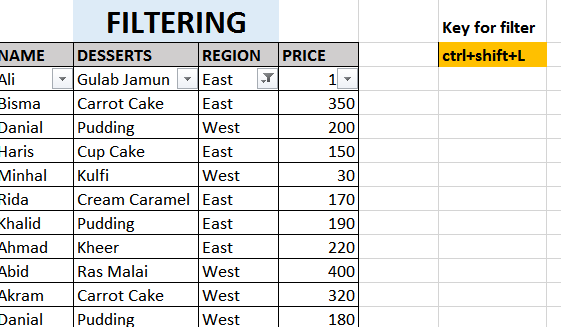 FILTERING
Key for filter
NAME DESSERTS REGION PRICE ctrl+shift+L
Ali Gulab Jamun East
Bisma Carrot Cake East 350
Danial Pudding West 200
Haris Cup Cake East 150
Minhal Kulfi West 30
Rida Cream Caramel East 170
Khalid Pudding East 190
Ahmad Kheer East 220
Abid Ras Malai West 400
Akram Carrot Cake West 320
Danial Pudding West 180